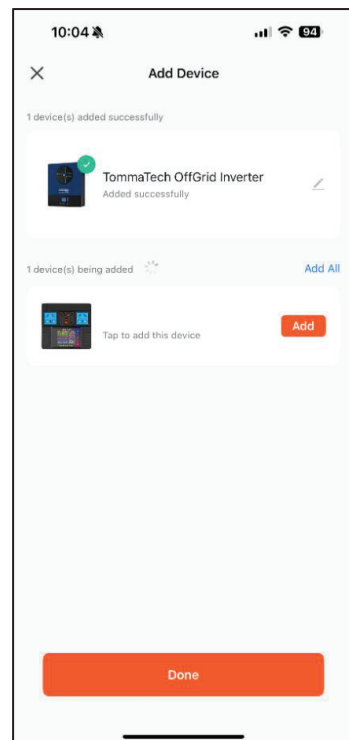 10:04
94
Add Device
1 device(s) added successfully
TommaTech OffGrid Inverter
Added successfully
1 device(s) being added Add All
Tap to add this device
Add
Done